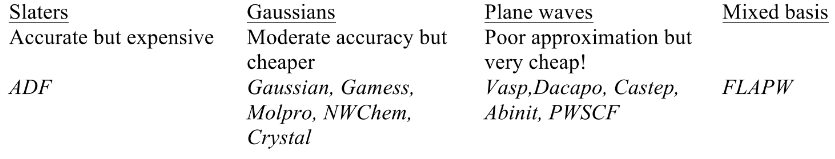 Slaters
Accurate but expensive
ADF
Gaussians
Moderate accuracy but
cheaper
Gaussian, Gamess,
Molpro, NWChem,
Crystal
Plane waves
Poor approximation but
very cheap!
Vasp,Dacapo, Castep,
Abinit, PWSCF
Mixed basis
FLAPW